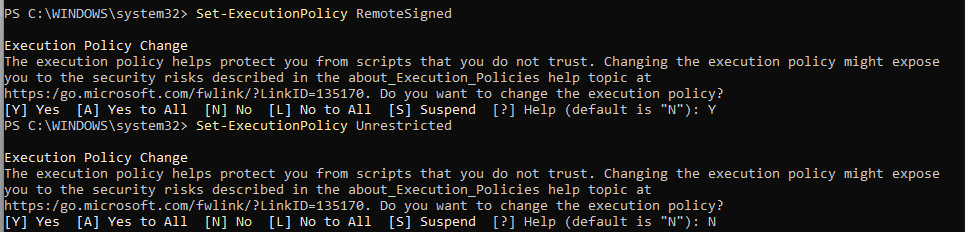 PS C:\WINDOWS\system32> Set-ExecutionPolicy RemoteSigned
Execution Policy Change
The execution policy helps protect you from scripts that you do not trust. Changing the execution policy might expose
you to the security risks described in the about_Execution_Policies help topic at
https:/go.microsoft.com/fwlink/?LinkID=135170. Do you want to change the execution policy?
[Y] Yes  [A] Yes to All  [N] No  [L] No to All  [S] Suspend  [?] Help (default is "N"): Y
PS C:\WINDOWS\system32> Set-ExecutionPolicy Unrestricted
Execution Policy Change
The execution policy helps protect you from scripts that you do not trust. Changing the execution policy might expose
you to the security risks described in the about_Execution_Policies help topic at
https:/go.microsoft.com/fwlink/?LinkID=135170. Do you want to change the execution policy?
[Y] Yes  [A] Yes to All  [N] No  [L] No to All  [S] Suspend  [?] Help (default is "N"): N